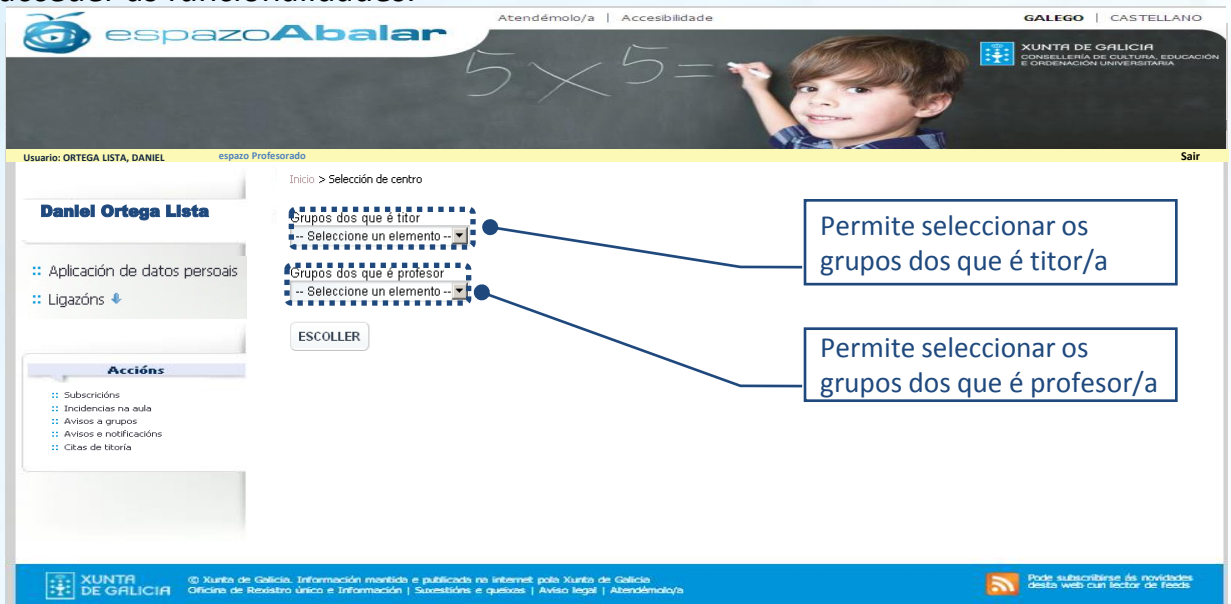 acceder ás funcionalidades.
Atendémolo/a | Accesibilidade
GALEGO | CASTELLANO
espazoAbalar
5×5=
XUNTA DE GALICIA
CONSELLERÍA DE CULTURA, EDUCACIÓN
E ORDENACIÓN UNIVERSITARIA
Usuario: ORTEGA LISTA, DANIEL
espazo Profesorado
Sair
Inicio > Selección de centro
Daniel Ortega Lista
Grupos dos que é titor
-- Seleccione un elemento --
Permite seleccionar os
grupos dos que é titor/a
:: Aplicación de datos persoais
:: Ligazóns
Grupos dos que é profesor
-- Seleccione un elemento --
ESCOLLER
Permite seleccionar os
grupos dos que é profesor/a
Accións
:: Subscricións
:: Incidencias na aula
:: Avisos a grupos
:: Avisos e notificacións
:: Citas de titoría
XUNTA
DE GALICIA
© Xunta de Galicia. Información mantida e publicada na internet pola Xunta de Galicia
Oficina de Rexistro único e Información | Suxestións e queixas | Aviso legal | Atendémolo/a
Pode subscribirse ás novidades
desta web cun lector de feeds